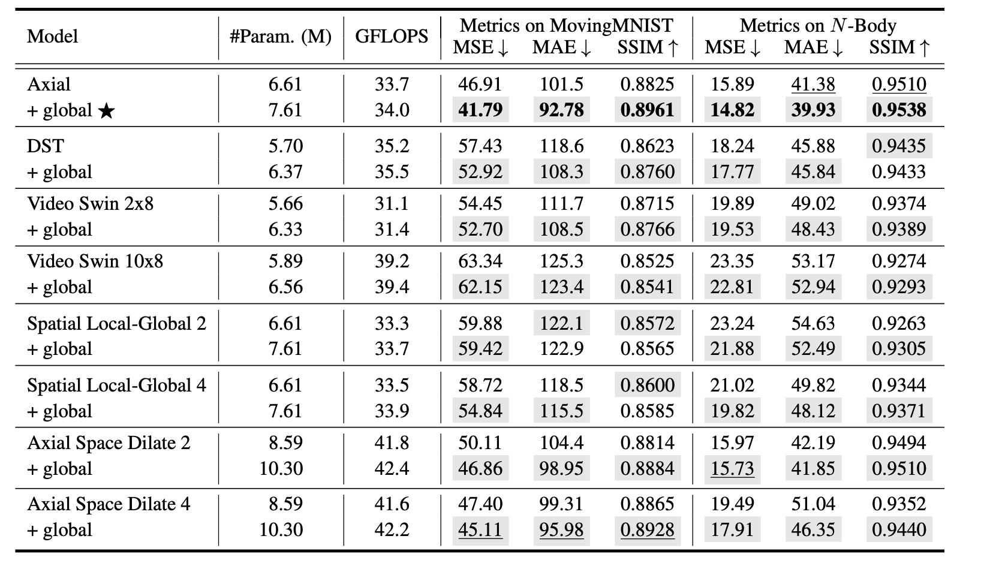 Model #Param. (M) GFLOPS Metrics on MovingMNIST Metrics on N-Body
MSE ↓ MAE ↓ SSIM ↑ MSE ↓ MAE ↓ SSIM ↑
Axial 6.61 33.7 46.91 101.5 0.8825 15.89 41.38 0.9510
+ global ★ 7.61 34.0 41.79 92.78 0.8961 14.82 39.93 0.9538
DST 5.70 35.2 57.43 118.6 0.8623 18.24 45.88 0.9435
+ global 6.37 35.5 52.92 108.3 0.8760 17.77 45.84 0.9433
Video Swin 2x8 5.66 31.1 54.45 111.7 0.8715 19.89 49.02 0.9374
+ global 6.33 31.4 52.70 108.5 0.8766 19.53 48.43 0.9389
Video Swin 10x8 5.89 39.2 63.34 125.3 0.8525 23.35 53.17 0.9274
+ global 6.56 39.4 62.15 123.4 0.8541 22.81 52.94 0.9293
Spatial Local-Global 2 6.61 33.3 59.88 122.1 0.8572 23.24 54.63 0.9263
+ global 7.61 33.7 59.42 122.9 0.8565 21.88 52.49 0.9305
Spatial Local-Global 4 6.61 33.5 58.72 118.5 0.8600 21.02 49.82 0.9344
+ global 7.61 33.9 54.84 115.5 0.8585 19.82 48.12 0.9371
Axial Space Dilate 2 8.59 41.8 50.11 104.4 0.8814 15.97 42.19 0.9494
+ global 10.30 42.4 46.86 98.95 0.8884 15.73 41.85 0.9510
Axial Space Dilate 4 8.59 41.6 47.40 99.31 0.8865 19.49 51.04 0.9352
+ global 10.30 42.2 45.11 95.98 0.8928 17.91 46.35 0.9440